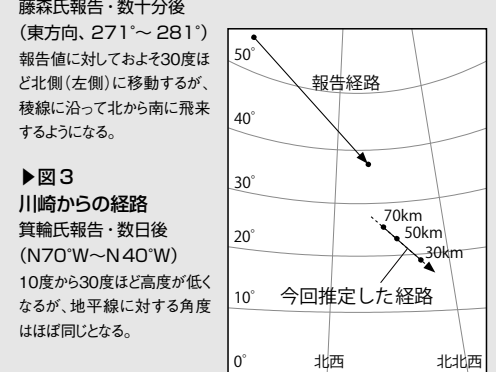 藤森氏報告・数十分後
(東方向、271°~ 281°)
報告値に対しておよそ30度ほ
ど北側(左側)に移動するが、
稜線に沿って北から南に飛来
するようになる。
▶図3
川崎からの経路
箕輪氏報告・数日後
(N70°W~N40°W)
10度から30度ほど高度が低く
なるが、地平線に対する角度
はほぼ同じとなる。
50°
報告経路
40°
30°
20°
70km
50km
30km
10°
今回推定した経路
0°
北西
北北西